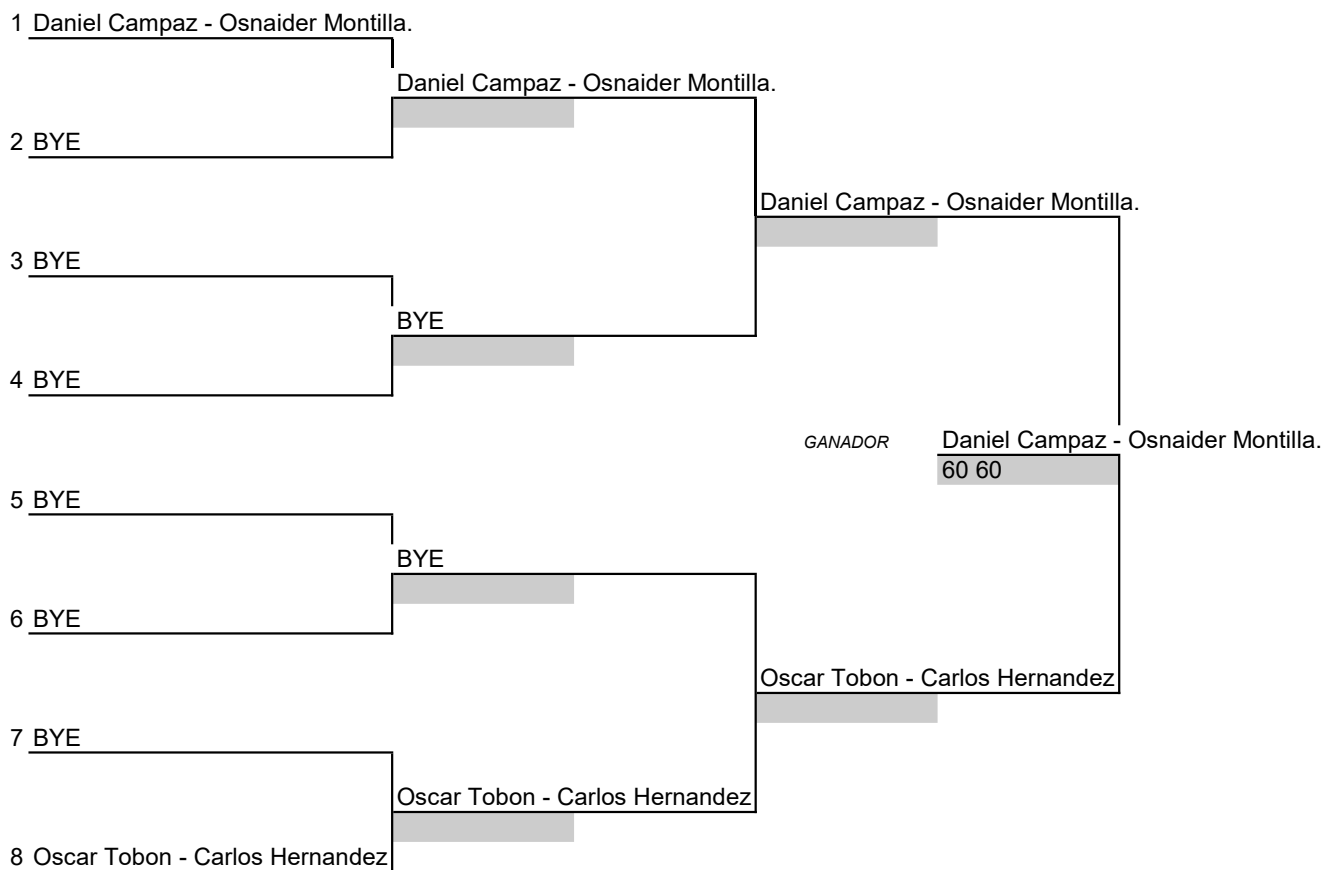 1 Daniel Campaz - Osnaider Montilla.
Daniel Campaz - Osnaider Montilla.
2 BYE
Daniel Campaz - Osnaider Montilla.
3 BYE
BYE
4 BYE
GANADOR Daniel Campaz - Osnaider Montilla.
60 60
5 BYE
BYE
6 BYE
Oscar Tobon - Carlos Hernandez
7 BYE
Oscar Tobon - Carlos Hernandez
8 Oscar Tobon - Carlos Hernandez